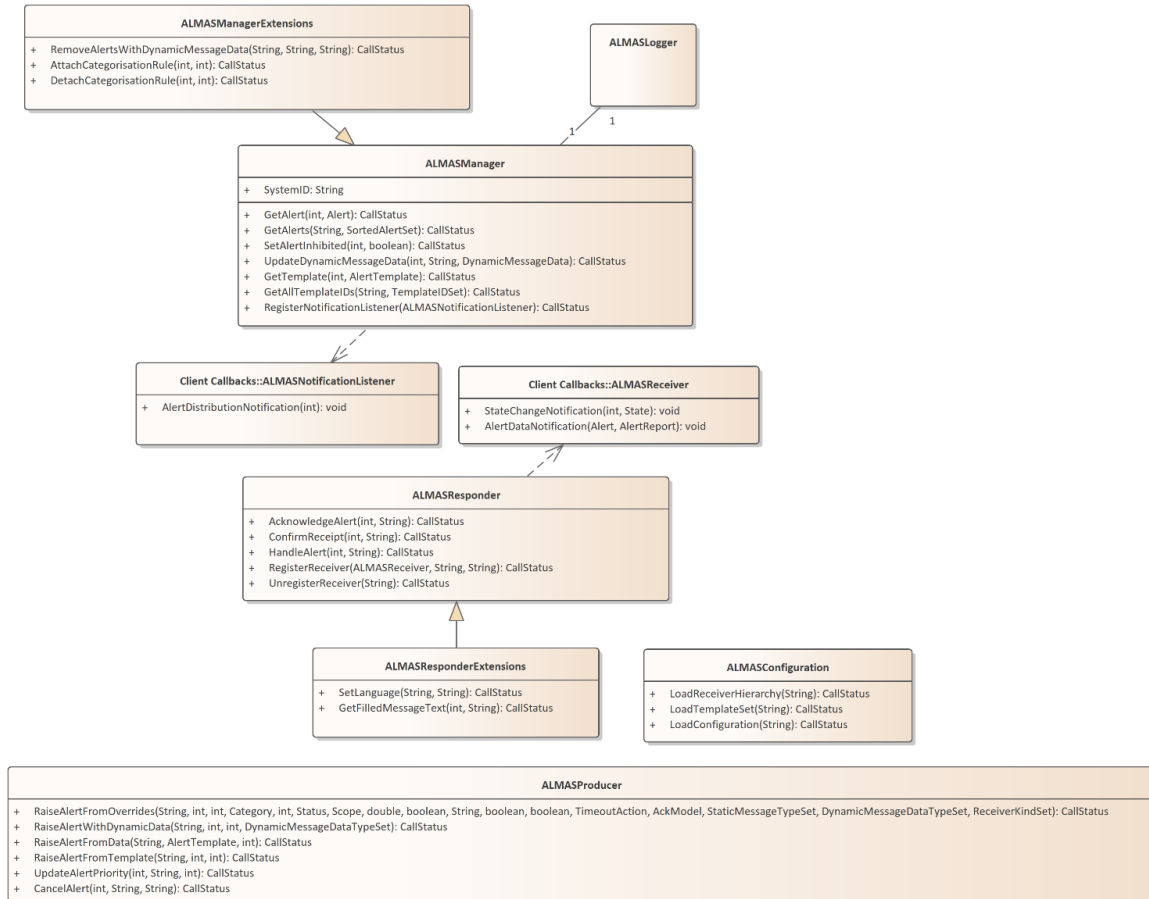 ALMASManagerExtensions
+ RemoveAlertsWithDynamicMessageData(String, String, String): CallStatus
+ AttachCategorisationRule(int, int): CallStatus
+ DetachCategorisationRule(int, int): CallStatus
ALMASLogger
1
1
ALMASManager
+ SystemID: String
+ GetAlert(int, Alert): CallStatus
+ GetAlerts(String, SortedAlertSet): CallStatus
+ SetAlertInhibited(int, boolean): CallStatus
+ UpdateDynamicMessageData(int, String, DynamicMessageData): CallStatus
+ GetTemplate(int, AlertTemplate): CallStatus
+ GetAllTemplateIDs(String, TemplateIDSet): CallStatus
+ RegisterNotificationListener(ALMASNotificationListener): CallStatus
Client Callbacks::ALMASNotificationListener
+ AlertDistributionNotification(int): void
Client Callbacks::ALMASReceiver
+ StateChangeNotification(int, State): void
+ AlertDataNotification(Alert, AlertReport): void
ALMASResponder
+ AcknowledgeAlert(int, String): CallStatus
+ ConfirmReceipt(int, String): CallStatus
+ HandleAlert(int, String): CallStatus
+ RegisterReceiver(ALMASReceiver, String, String): CallStatus
+ UnregisterReceiver(String): CallStatus
ALMASResponderExtensions
+ SetLanguage(String, String): CallStatus
+ GetFilledMessageText(int, String): CallStatus
ALMASConfiguration
+ LoadReceiverHierarchy(String): CallStatus
+ LoadTemplateSet(String): CallStatus
+ LoadConfiguration(String): CallStatus
ALMASProducer
+ RaiseAlertFromOverrides(String, int, int, Category, int, Status, Scope, double, boolean, String, boolean, boolean, TimeoutAction, AckModel, StaticMessageTypeSet, DynamicMessageDataTypeSet, ReceiverKindSet): CallStatus
+ RaiseAlertWithDynamicData(String, int, int, DynamicMessageDataTypeSet): CallStatus
+ RaiseAlertFromData(String, AlertTemplate, int): CallStatus
+ RaiseAlertFromTemplate(String, int, int): CallStatus
+ UpdateAlertPriority(int, String, int): CallStatus
+ CancelAlert(int, String, String): CallStatus